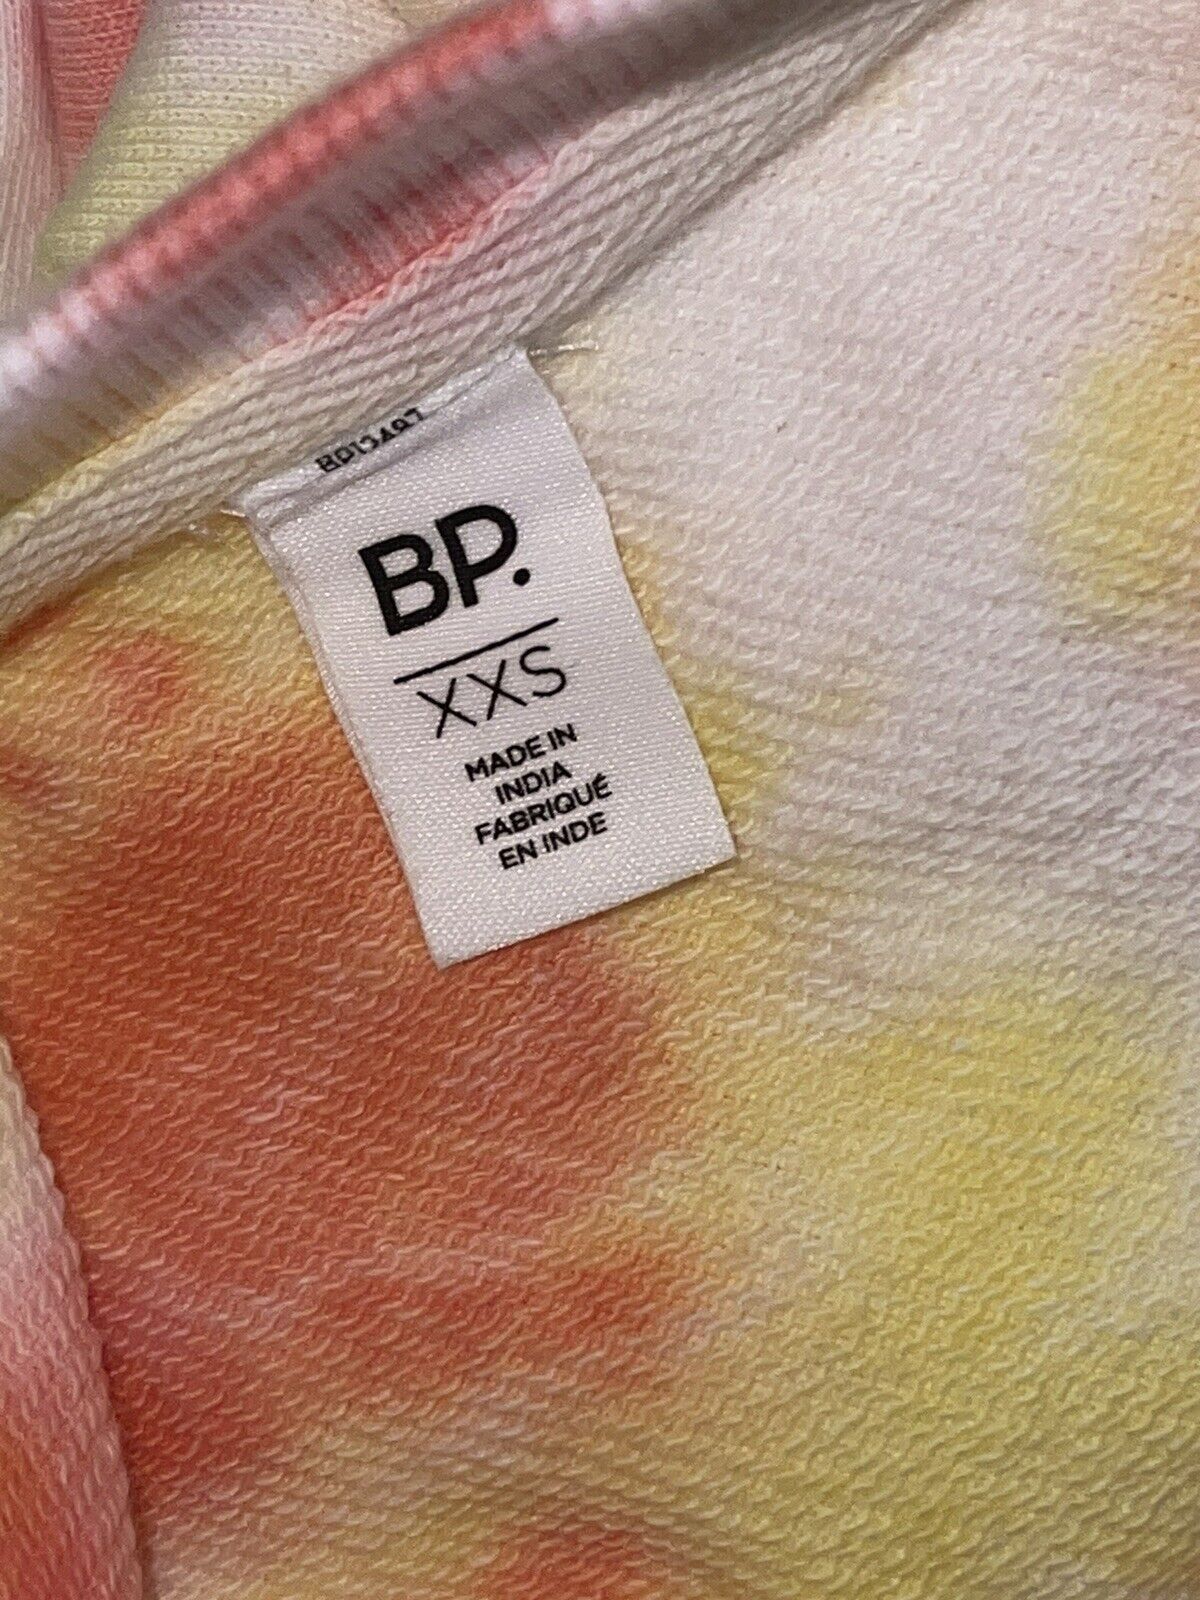 BP.
XXS
MADE IN
INDIA
FABRIQUÉ
EN INDE